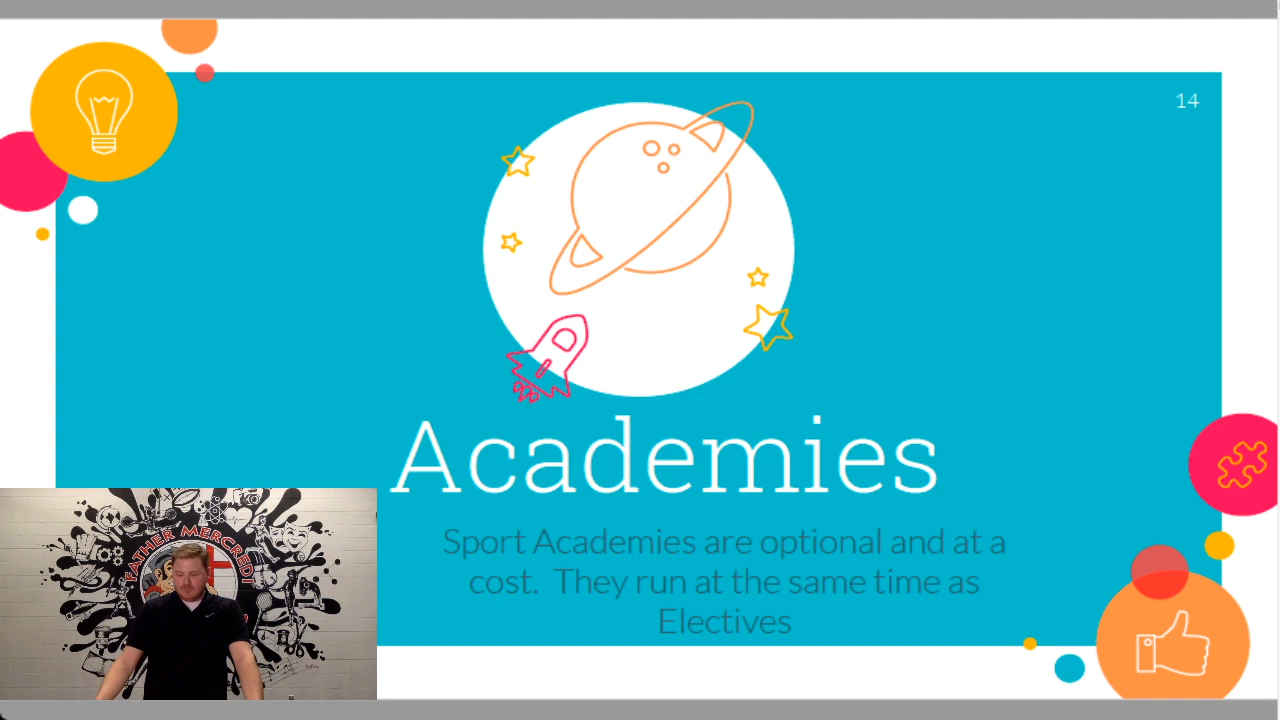 14
Academies
Sport Academies are optional and at a
cost. They run at the same time as
Electives
FATHER MERCREDI